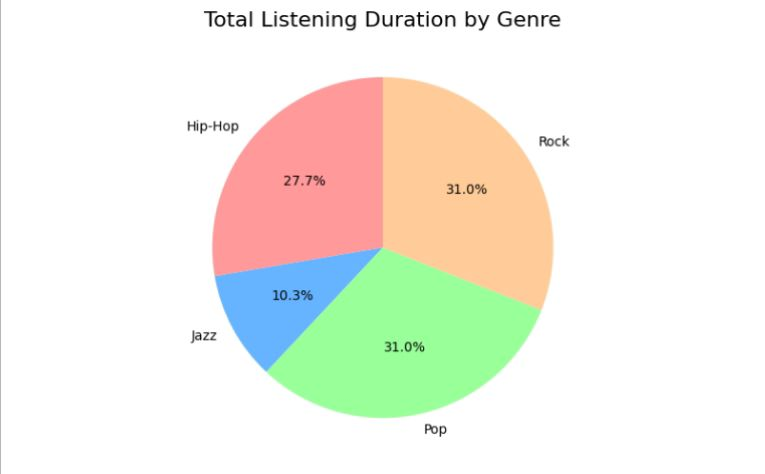 Total Listening Duration by Genre
Hip-Hop
Rock
27.7%
31.0%
10.3%
Jazz
31.0%
Pop